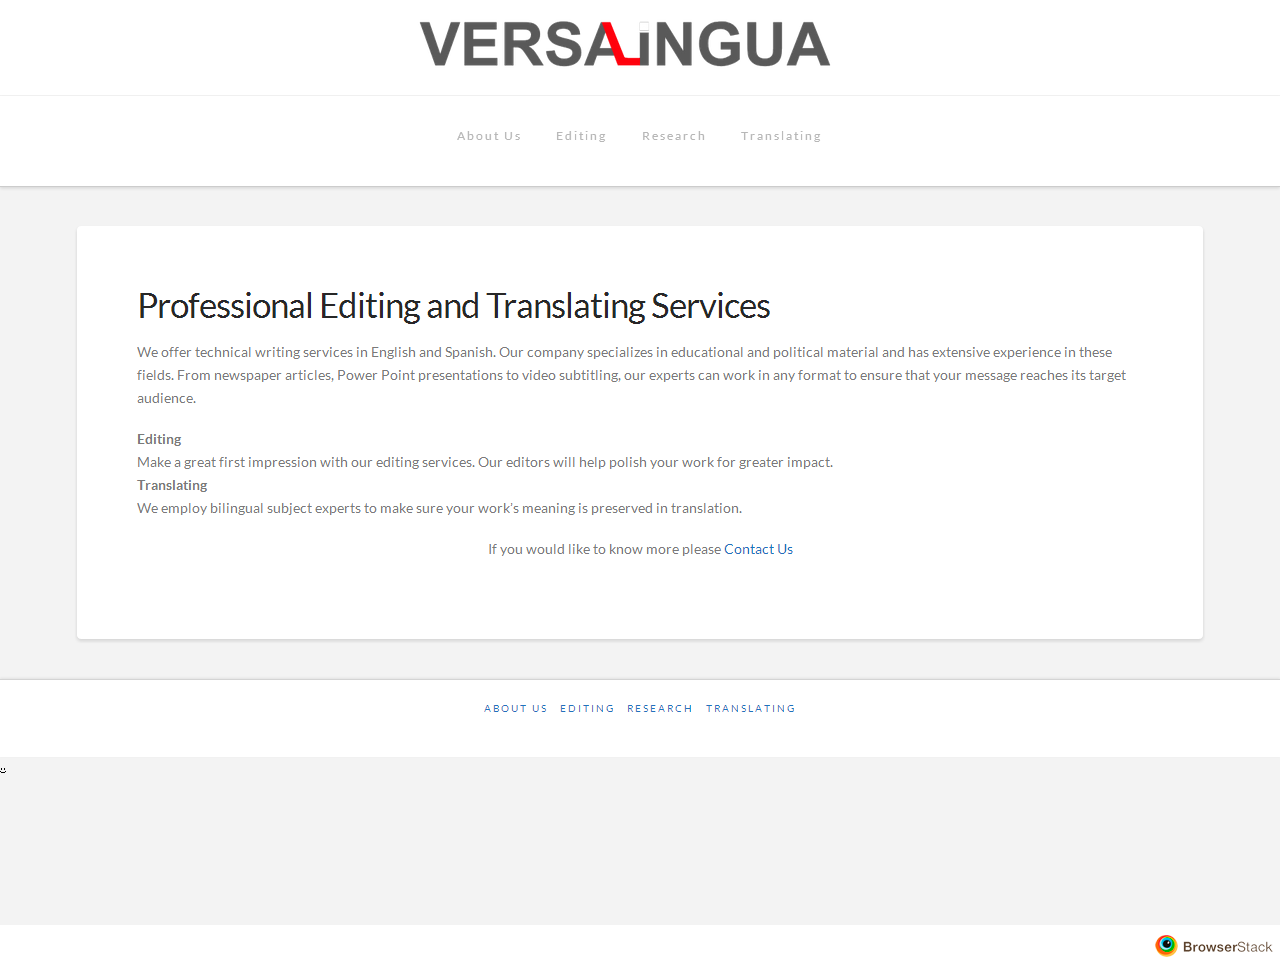 VERSALiNGUA
About Us Editing Research Translating
Professional Editing and Translating Services
We offer technical writing services in English and Spanish. Our company specializes in educational and political material and has extensive experience in these
fields. From newspaper articles, Power Point presentations to video subtitling, our experts can work in any format to ensure that your message reaches its target
audience.
Editing
Make a great first impression with our editing services. Our editors will help polish your work for greater impact.
Translating
We employ bilingual subject experts to make sure your work's meaning is preserved in translation.
If you would like to know more please Contact Us
ABOUT US EDITING RESEARCH TRANSLATING
BrowserStack